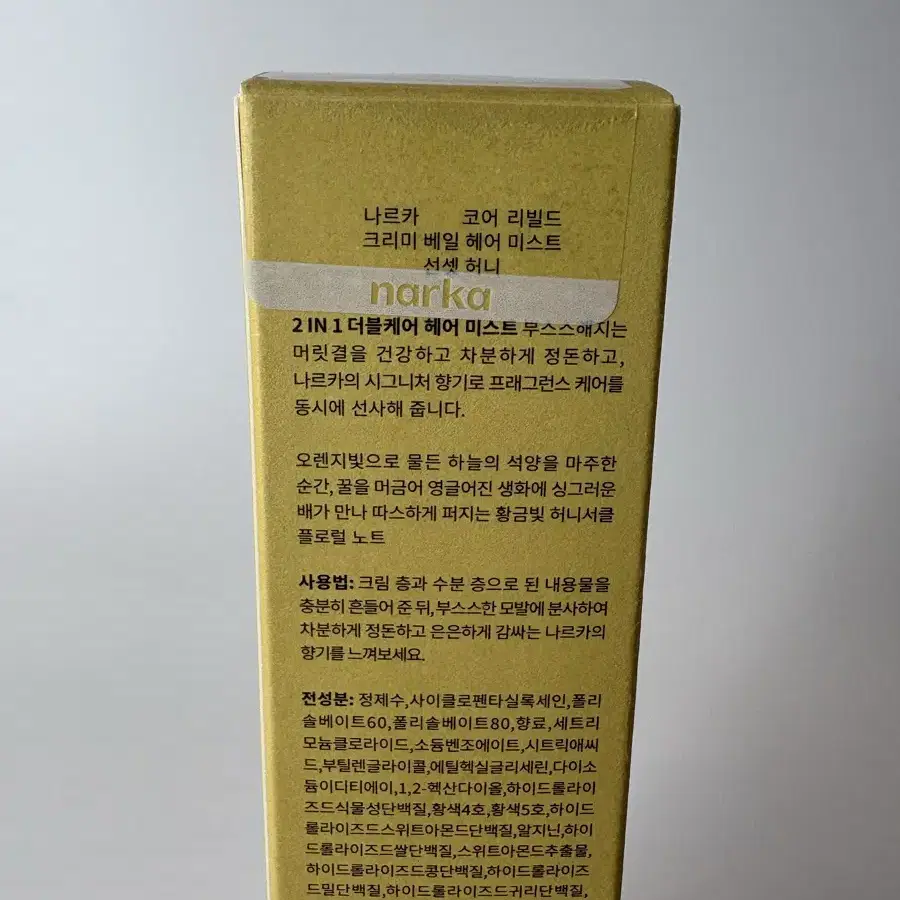 나르카 코어 리빌드
크리미 베일 헤어 미스트
선셋 허니
narka
2 IN 1 더블케어 헤어 미스트 부스스해지는
머릿결을 건강하고 차분하게 정돈하고,
나르카의 시그니처 향기로 프래그런스 케어를
동시에 선사해 줍니다.
오렌지빛으로 물든 하늘의 석양을 마주한
순간, 꿀을 머금어 영글어진 생화에 싱그러운
배가 만나 따스하게 퍼지는 황금빛 허니서클
플로럴 노트
사용법: 크림 층과 수분 층으로 된 내용물을
충분히 흔들어 준 뒤, 부스스한 모발에 분사하여
차분하게 정돈하고 은은하게 감싸는 나르카의
향기를 느껴보세요.
전성분: 정제수,사이클로펜타실록세인,폴리
솔베이트60,폴리솔베이트80,향료,세트리
모늄클로라이드,소듐벤조에이트,시트릭애씨
드,부틸렌글라이콜,에틸헥실글리세린,다이소
듐이디티에이,1,2-헥산다이올,하이드롤라이
즈드식물성단백질,황색4호,황색5호,하이드
롤라이즈드스위트아몬드단백질,알지닌,하이
드롤라이즈드쌀단백질,스위트아몬드추출물,
하이드롤라이즈드콩단백질,하이드롤라이즈
드밀단백질,하이드롤라이즈드귀리단백질,